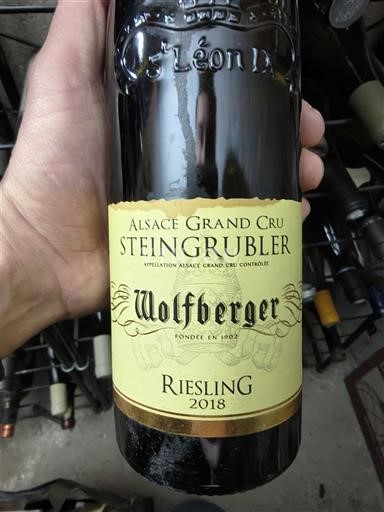 St Léon IX
ALSACE GRAND CRU
STEINGRUBLER
APPELLATION ALSACE GRAND CRU CONTRÔLÉE
Wolfberger
FONDÉE EN 1902
RIESLING
2018